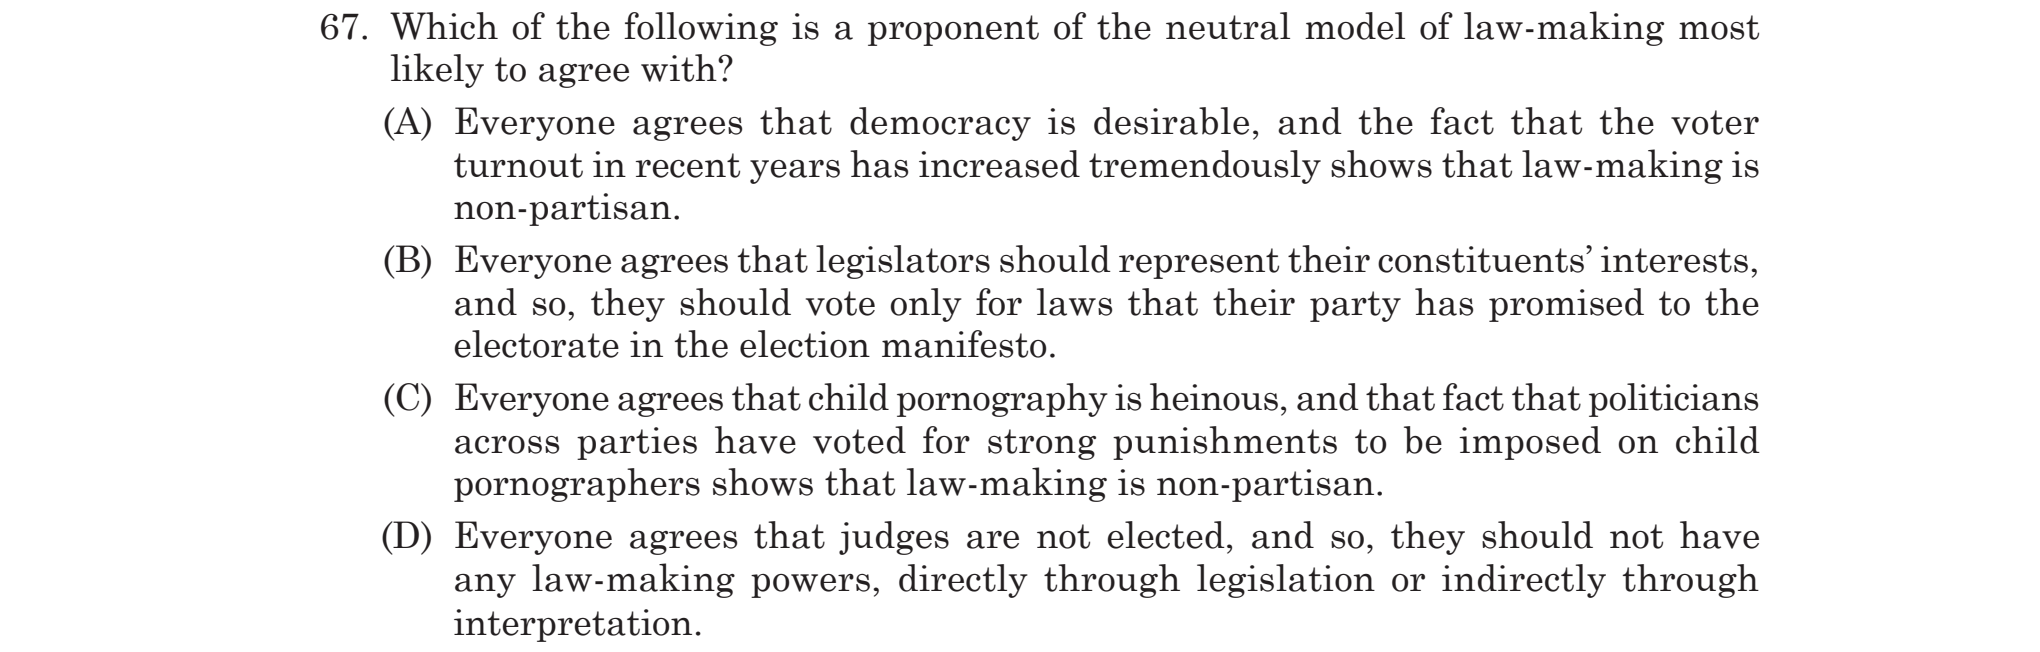 67. Which of the following is a proponent of the neutral model of law-making most
likely to agree with?
(A) Everyone agrees that democracy is desirable, and the fact that the voter
turnout in recent years has increased tremendously shows that law-making is
non-partisan.
(B) Everyone agrees that legislators should represent their constituents’ interests,
and so, they should vote only for laws that their party has promised to the
electorate in the election manifesto.
(C) Everyone agrees that child pornography is heinous, and that fact that politicians
across parties have voted for strong punishments to be imposed on child
pornographers shows that law-making is non-partisan.
(D) Everyone agrees that judges are not elected, and so, they should not have
any law-making powers, directly through legislation or indirectly through
interpretation.